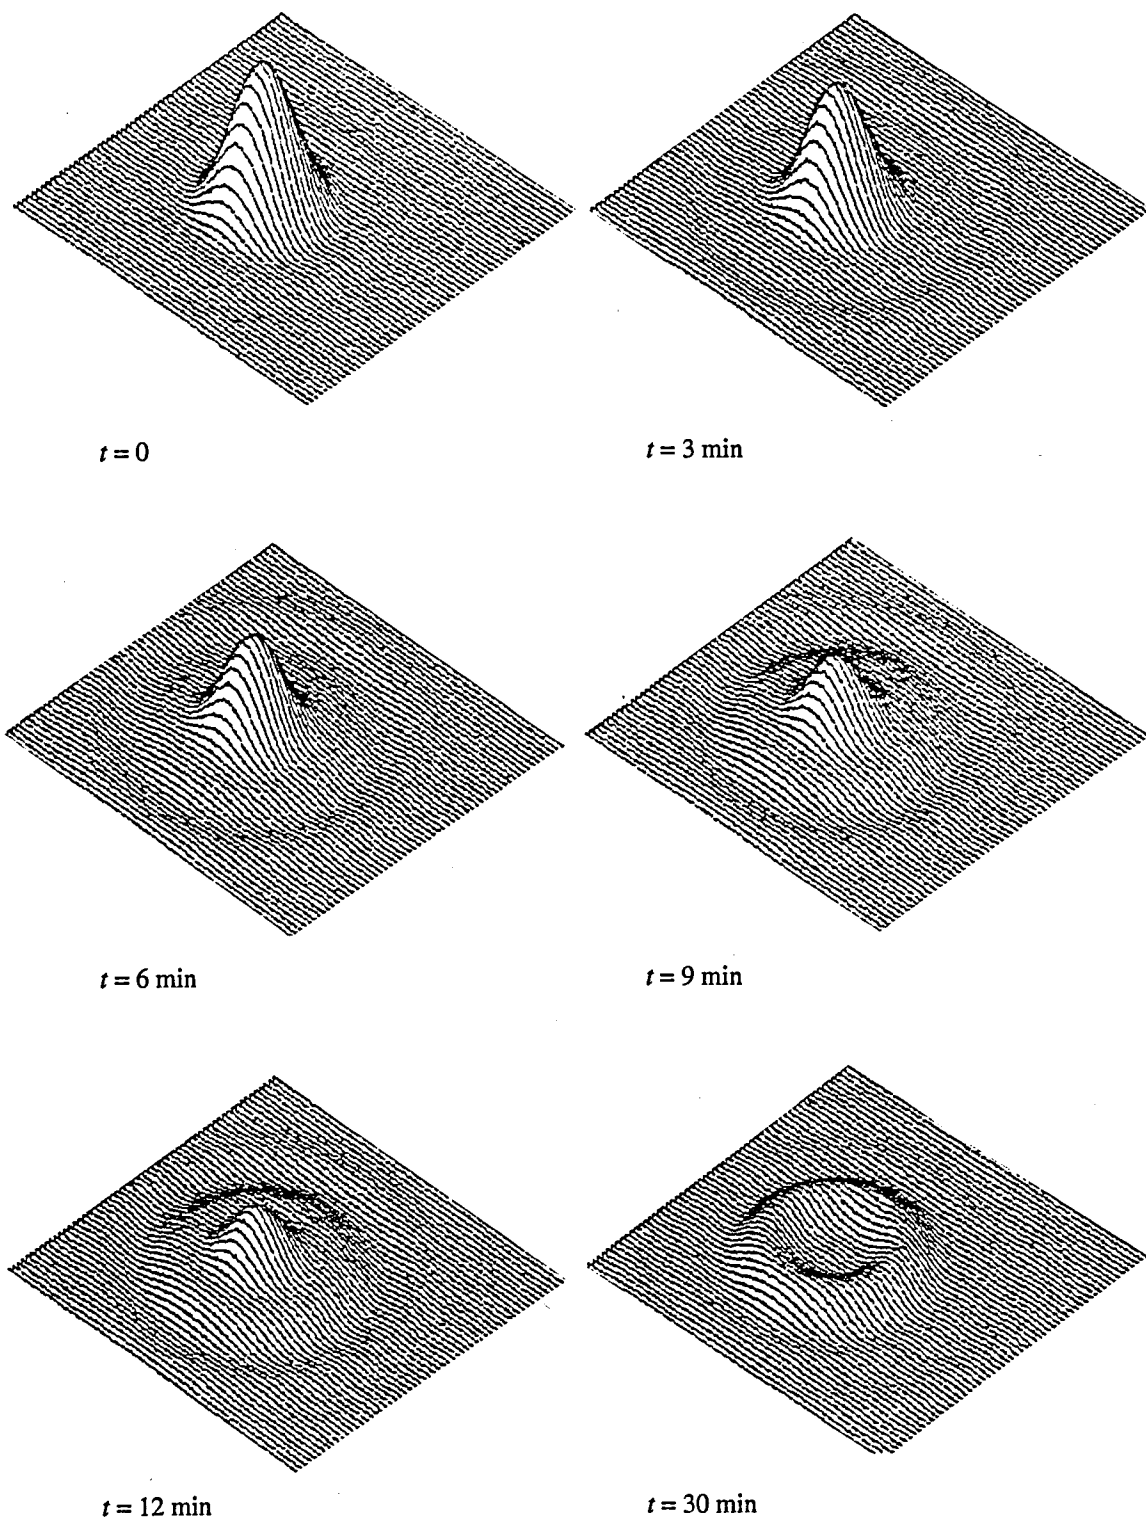 t = 0
t = 3 min
t = 6 min
t = 9 min
t = 12 min
t = 30 min